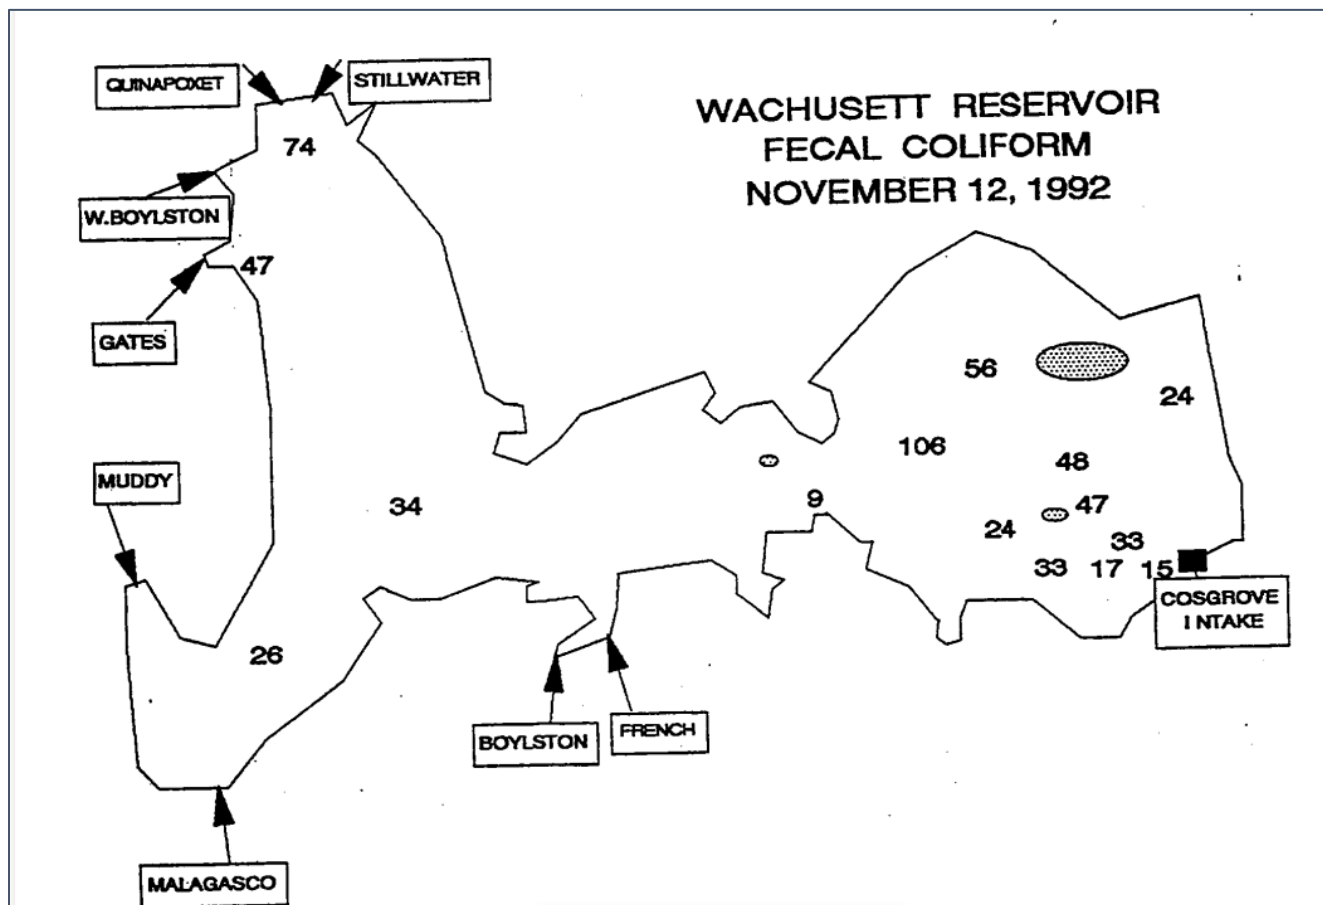 QUINAPOXET
STILLWATER
WACHUSETT RESERVOIR
FECAL COLIFORM
NOVEMBER 12, 1992
74
W.BOYLSTON
47
GATES
56
24
106
MUDDY
48
34
9
47
24
33
33
17
15
COSGROVE
INTAKE
26
BOYLSTON
FRENCH
MALAGASCO